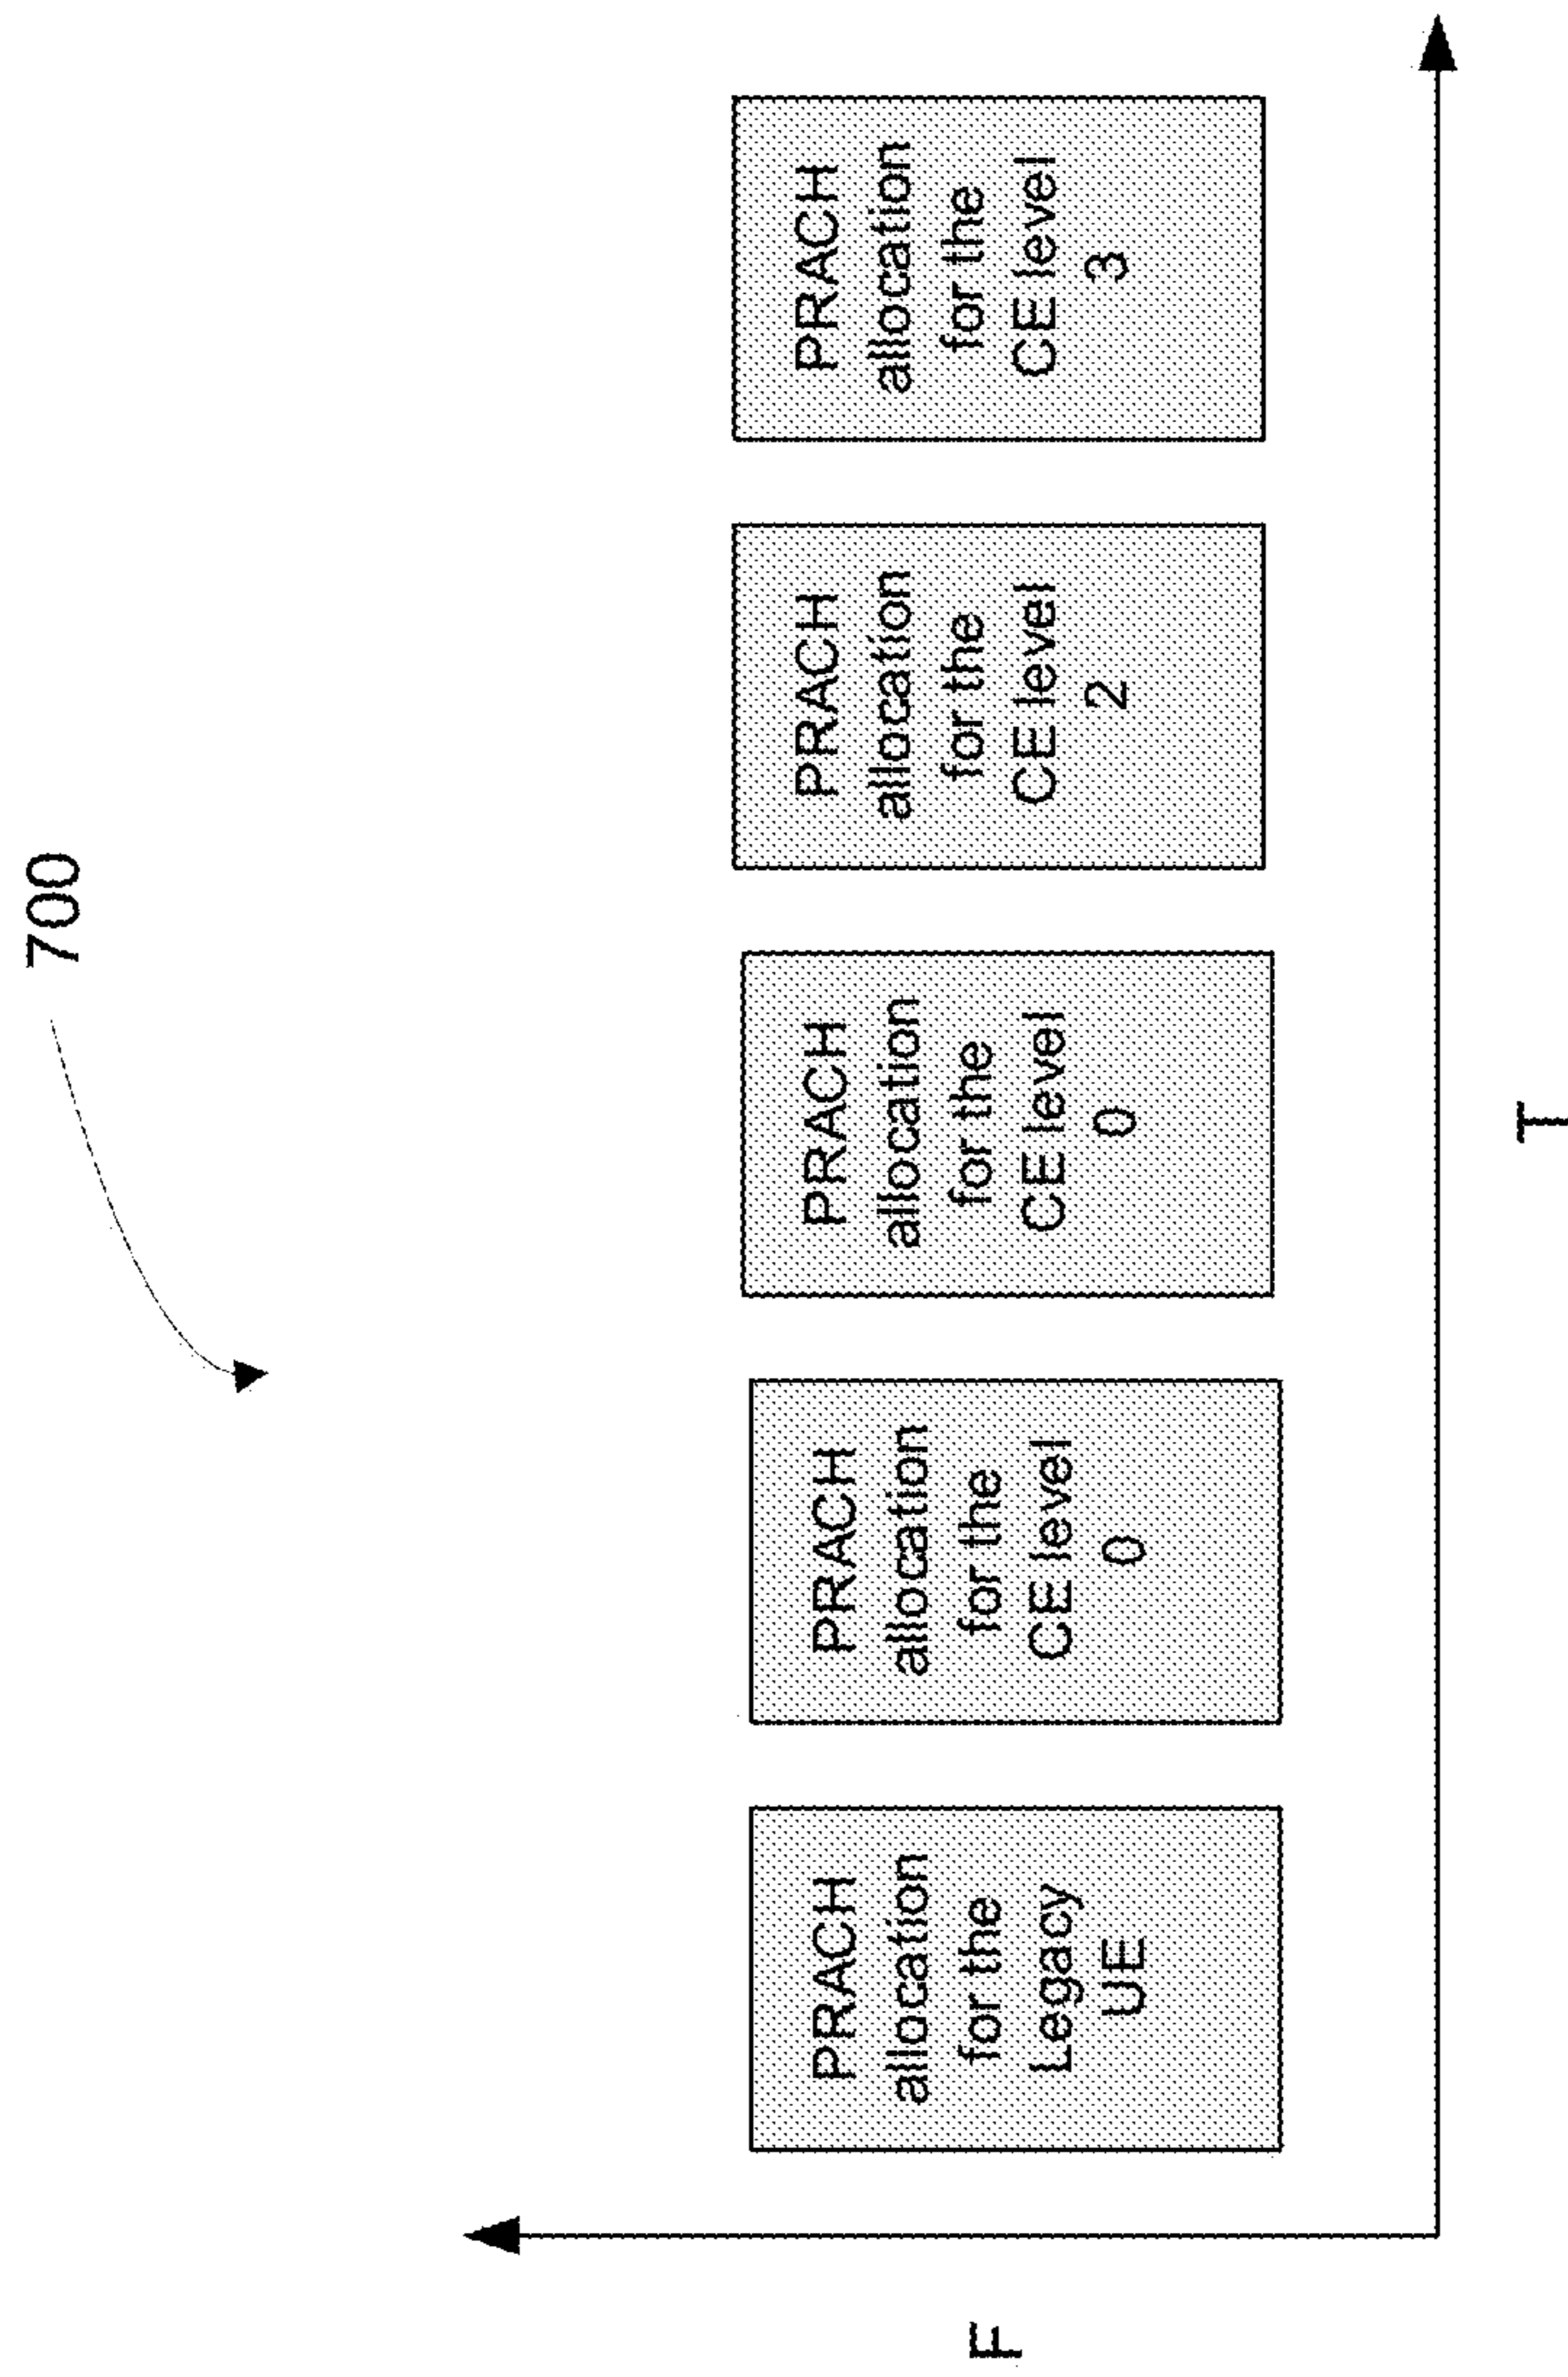 700
F
PRACH
allocation
for the
Legacy
UE
PRACH
allocation
for the
CE level
0
PRACH
allocation
for the
CE level
0
PRACH
allocation
for the
CE level
2
PRACH
allocation
for the
CE level
3
T